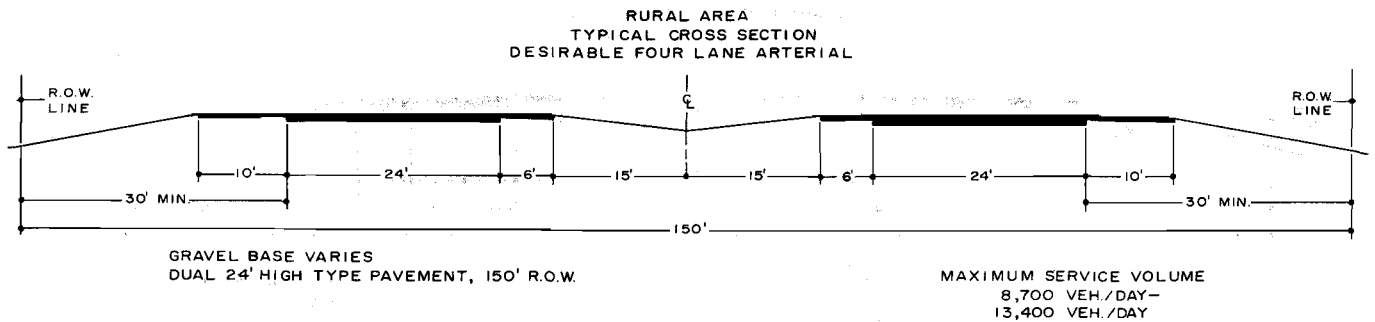 RURAL AREA
TYPICAL CROSS SECTION
DESIRABLE FOUR LANE ARTERIAL
R.O.W.
LINE
℄
R.O.W.
LINE
10'
24'
6'
15'
15'
6'
24'
10'
30' MIN.
30' MIN.
150'
GRAVEL BASE VARIES
DUAL 24' HIGH TYPE PAVEMENT, 150' R.O.W.
MAXIMUM SERVICE VOLUME
8,700 VEH./DAY–
13,400 VEH./DAY